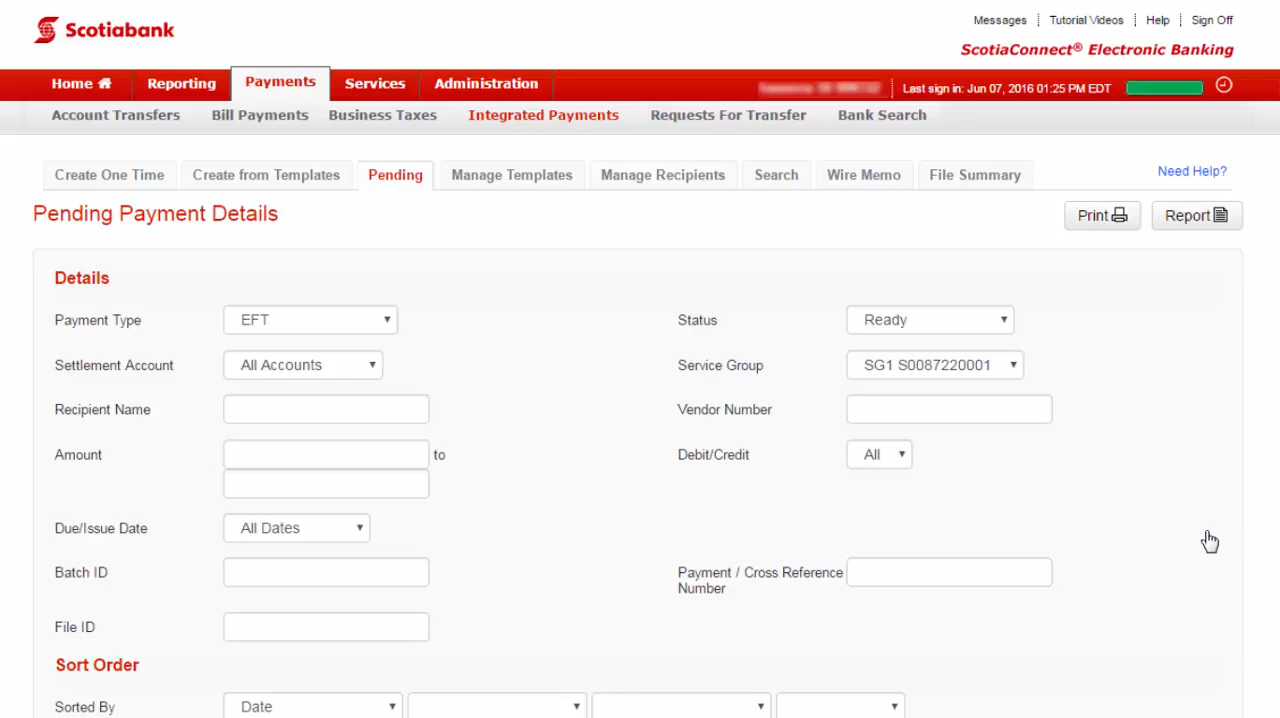 Scotiabank
Messages Tutorial Videos Help Sign Off
ScotiaConnect® Electronic Banking
Home Reporting Payments Services Administration
Last sign in: Jun 07, 2016 01:25 PM EDT
Account Transfers Bill Payments Business Taxes Integrated Payments Requests For Transfer Bank Search
Create One Time Create from Templates Pending Manage Templates Manage Recipients Search Wire Memo File Summary Need Help?
Pending Payment Details Print Report
Details
Payment Type EFT Status Ready
Settlement Account All Accounts Service Group SG1 S0087220001
Recipient Name Vendor Number
Amount to Debit/Credit All
Due/Issue Date All Dates
Batch ID Payment / Cross Reference
Number
File ID
Sort Order
Sorted By Date